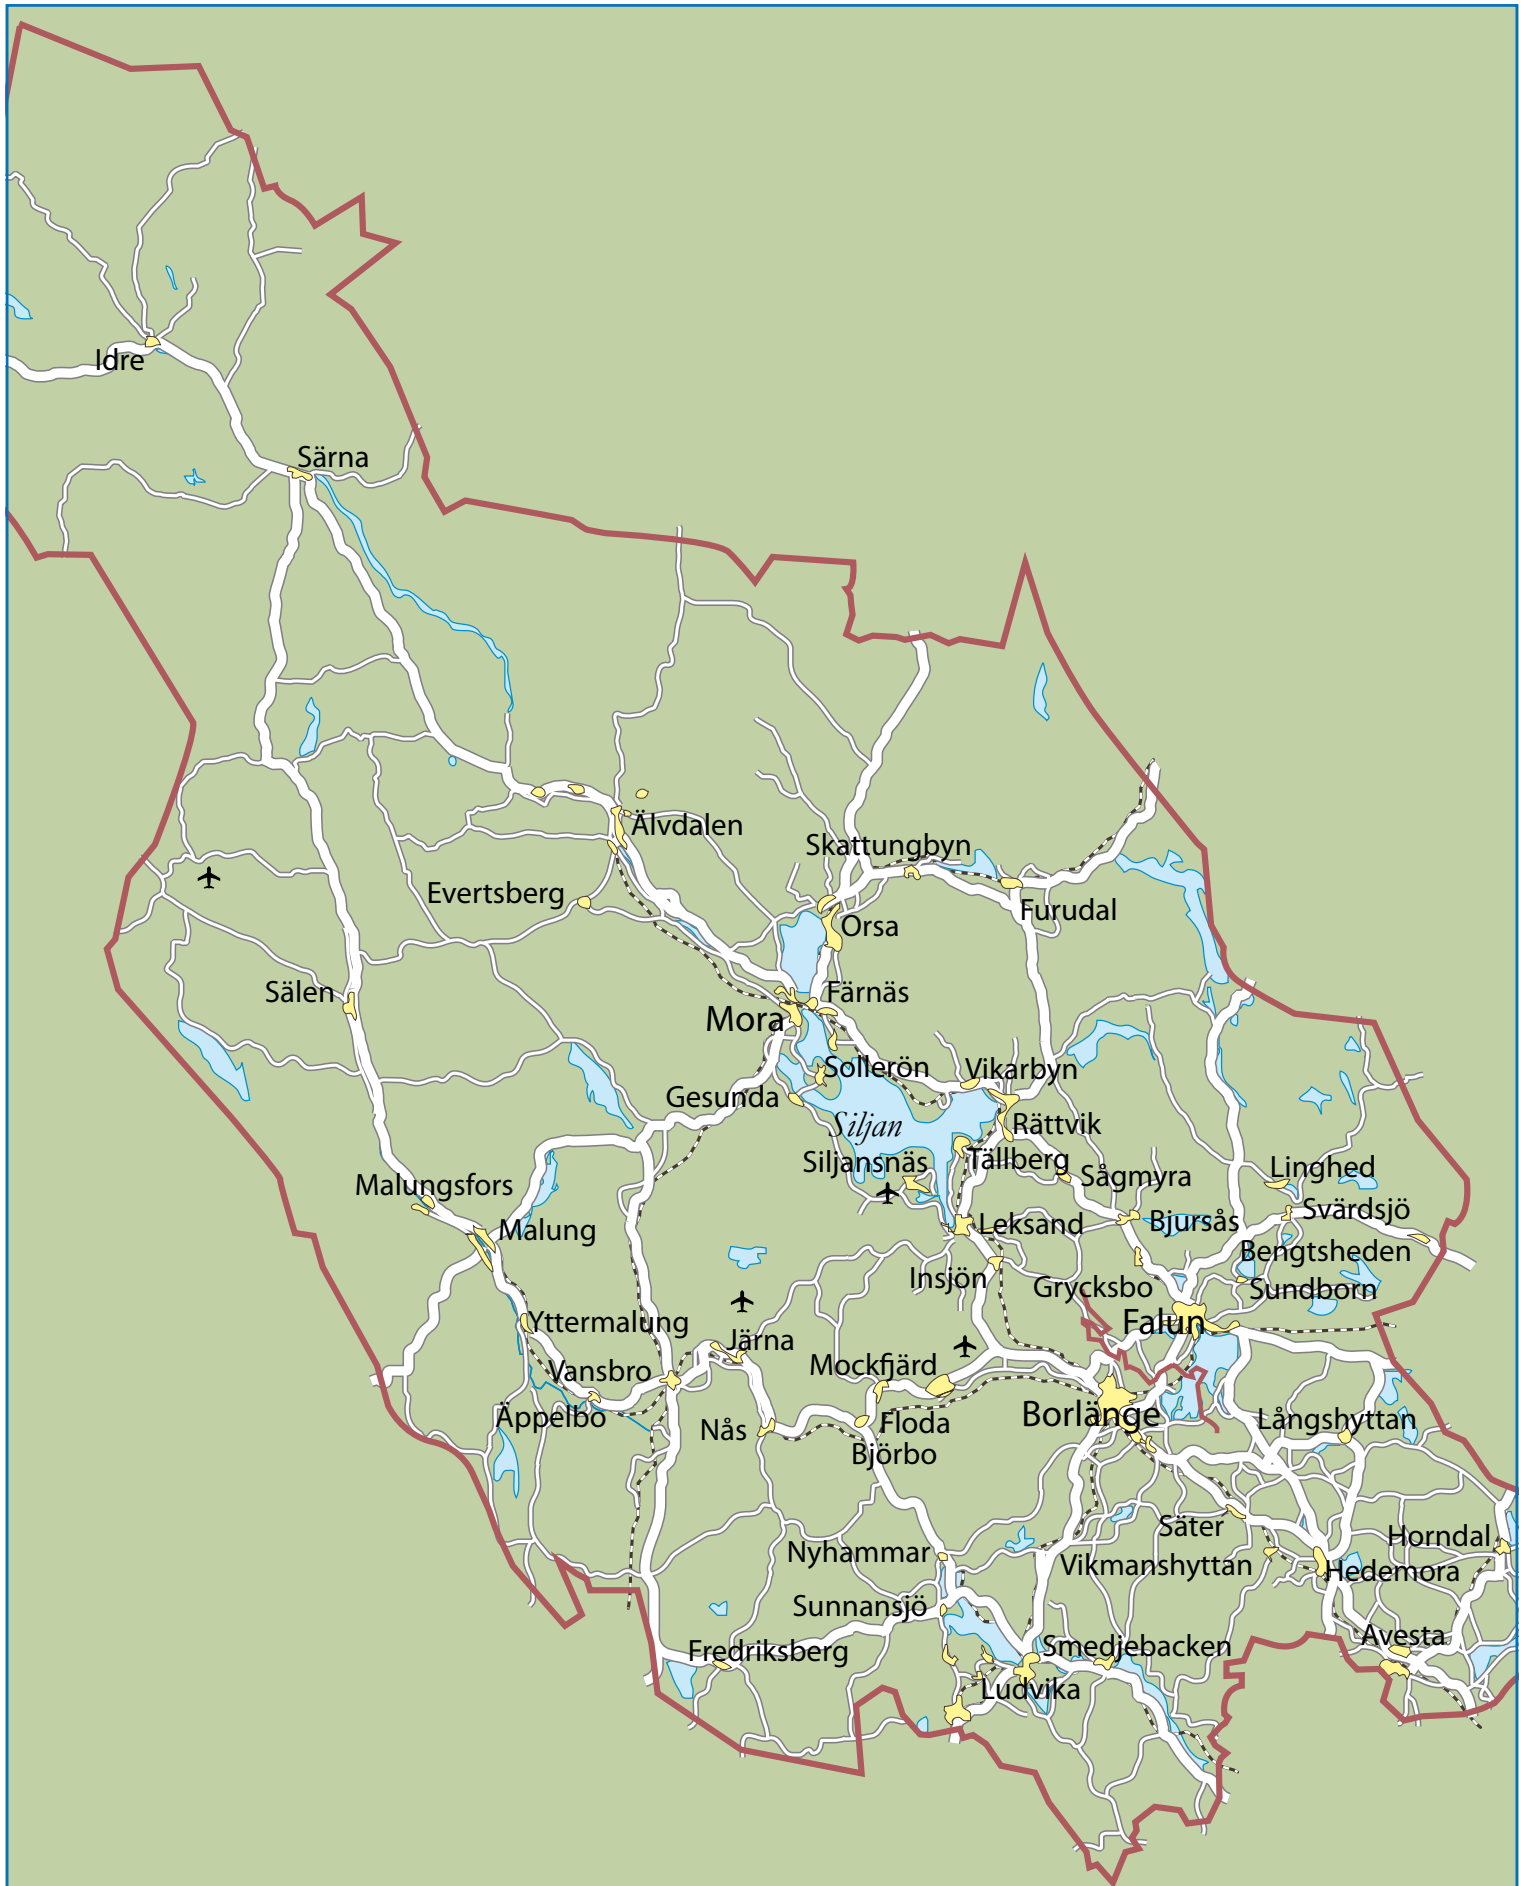 Idre
Särna
Älvdalen
Skattungbyn
Evertsberg
Furudal
Orsa
Sälen
Färnäs
Mora
Sollerön
Vikarbyn
Gesunda
Siljan
Rättvik
Siljansnäs
Tällberg
Linghed
Sågmyra
Malungsfors
Svärdsjö
Bjursås
Leksand
Malung
Bengtsheden
Insjön
Grycksbo
Sundborn
Yttermalung
Falun
Järna
Mockfjärd
Vansbro
Borlänge
Äppelbo
Långshyttan
Nås
Floda
Björbo
Säter
Horndal
Nyhammar
Vikmanshyttan
Hedemora
Sunnansjö
Avesta
Smedjebacken
Fredriksberg
Ludvika